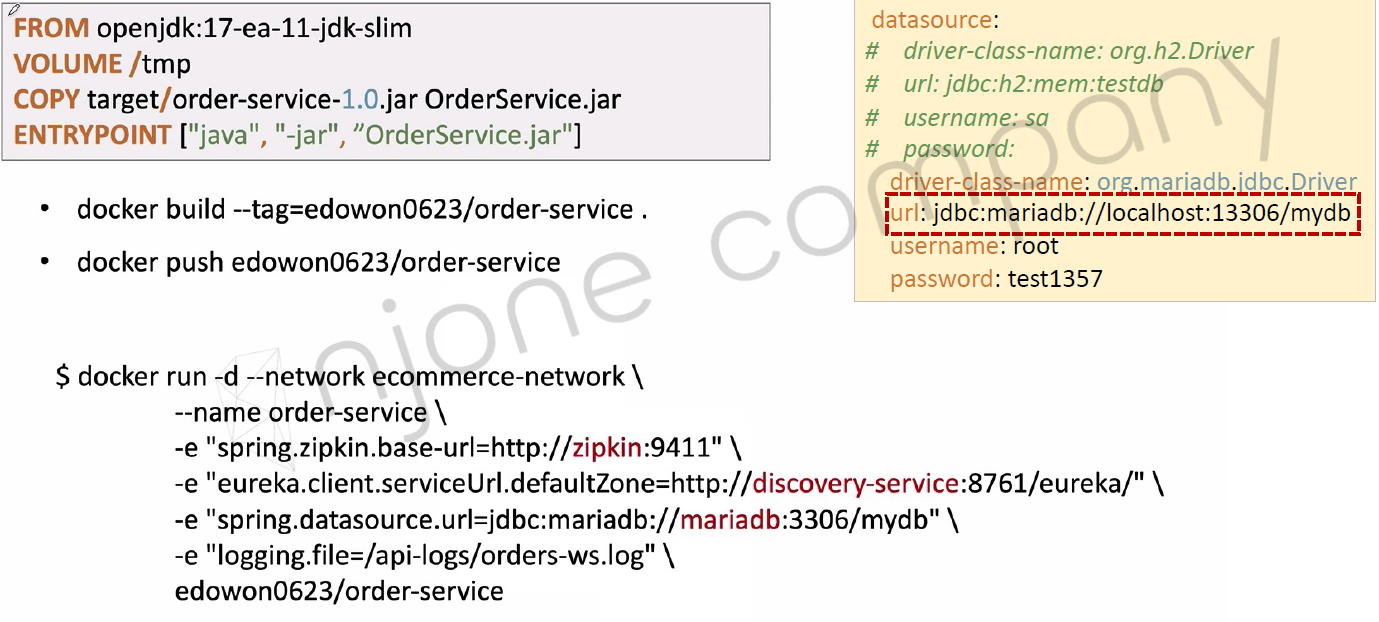 FROM openjdk:17-ea-11-jdk-slim
VOLUME /tmp
COPY target/order-service-1.0.jar OrderService.jar
ENTRYPOINT ["java", "-jar", ”OrderService.jar"]
datasource:
# driver-class-name: org.h2.Driver
# url: jdbc:h2:mem:testdb
# username: sa
# password:
driver-class-name: org.mariadb.jdbc.Driver
url: jdbc:mariadb://localhost:13306/mydb
username: root
password: test1357
• docker build --tag=edowon0623/order-service .
• docker push edowon0623/order-service
$ docker run -d --network ecommerce-network \
--name order-service \
-e "spring.zipkin.base-url=http://zipkin:9411" \
-e "eureka.client.serviceUrl.defaultZone=http://discovery-service:8761/eureka/" \
-e "spring.datasource.url=jdbc:mariadb://mariadb:3306/mydb" \
-e "logging.file=/api-logs/orders-ws.log" \
edowon0623/order-service
njone company